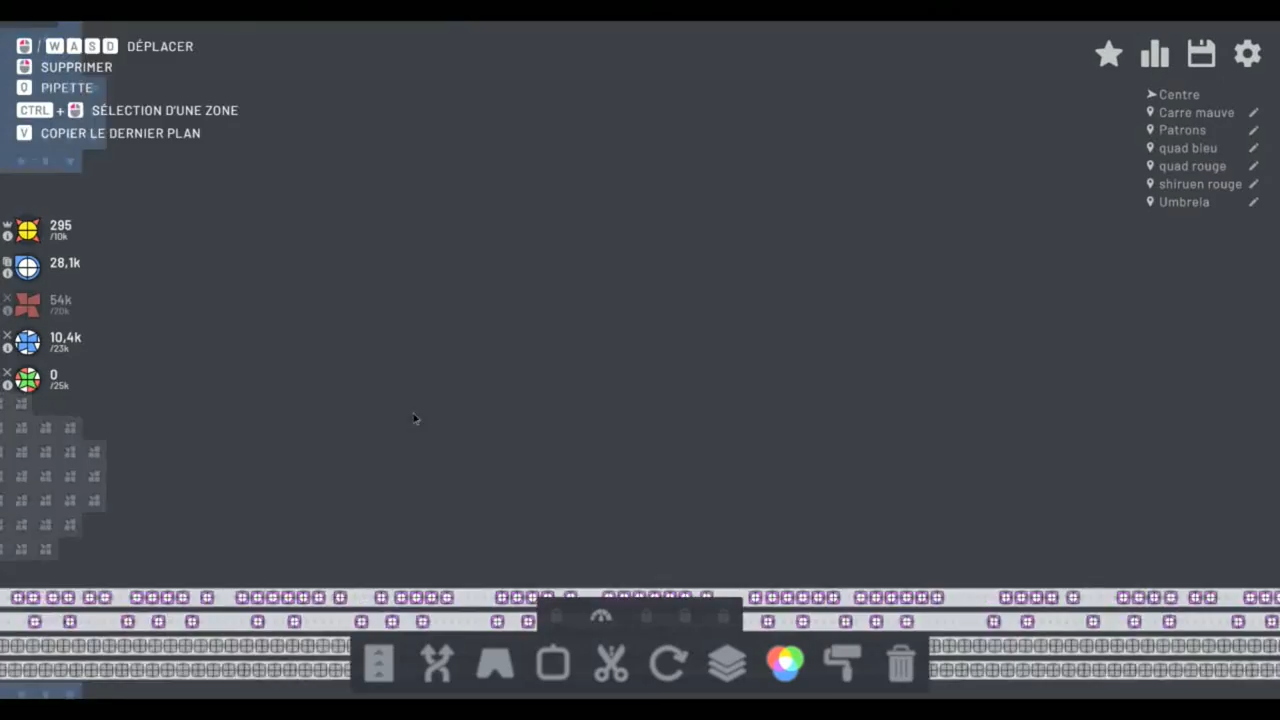 / W A S D DÉPLACER
SUPPRIMER
Q PIPETTE
CTRL + SÉLECTION D'UNE ZONE
V COPIER LE DERNIER PLAN
Centre
Carre mauve
Patrons
quad bleu
quad rouge
shiruen rouge
Umbrela
295
/10k
28,1k
54k
/20k
10,4k
/23k
0
/25k